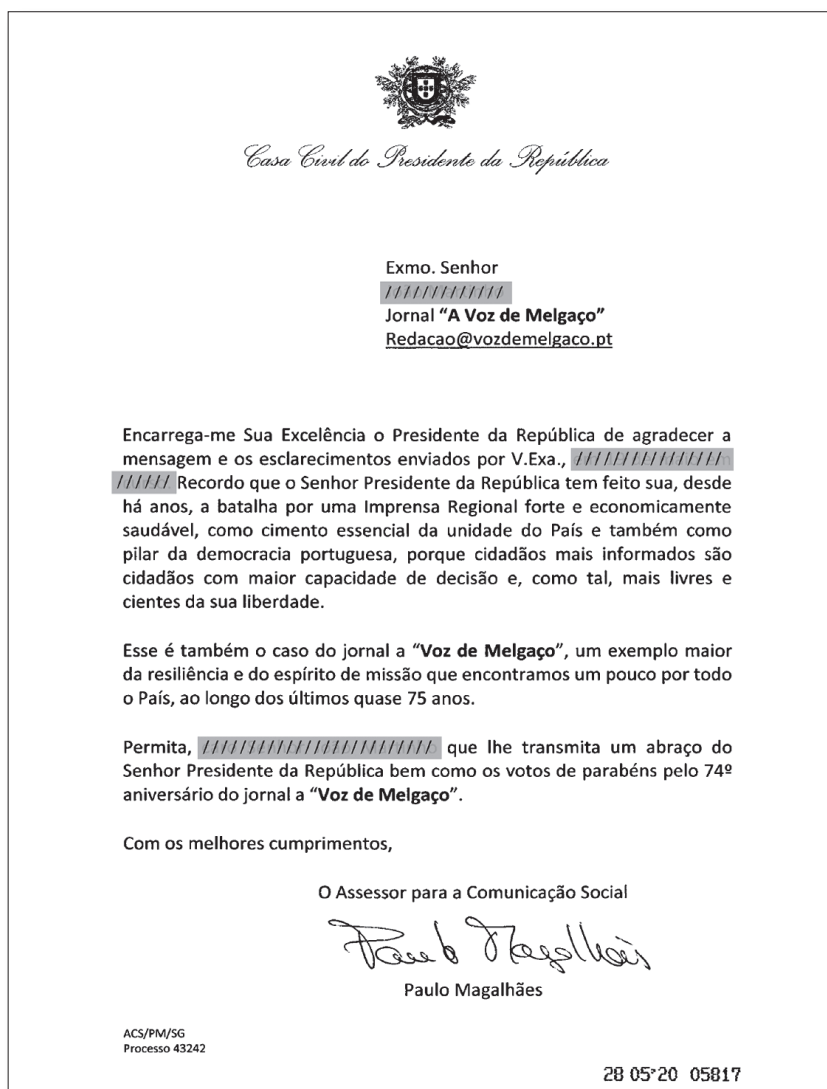 Casa Civil do Presidente da República
Exmo. Senhor
Jornal “A Voz de Melgaço”
Redacao@vozdemelgaco.pt
Encarrega-me Sua Excelência o Presidente da República de agradecer a
mensagem e os esclarecimentos enviados por V.Exa.,
Recordo que o Senhor Presidente da República tem feito sua, desde
há anos, a batalha por uma Imprensa Regional forte e economicamente
saudável, como cimento essencial da unidade do País e também como
pilar da democracia portuguesa, porque cidadãos mais informados são
cidadãos com maior capacidade de decisão e, como tal, mais livres e
cientes da sua liberdade.
Esse é também o caso do jornal a “Voz de Melgaço”, um exemplo maior
da resiliência e do espírito de missão que encontramos um pouco por todo
o País, ao longo dos últimos quase 75 anos.
Permita, que lhe transmita um abraço do
Senhor Presidente da República bem como os votos de parabéns pelo 74º
aniversário do jornal a “Voz de Melgaço”.
Com os melhores cumprimentos,
O Assessor para a Comunicação Social
Paulo Magalhães
Paulo Magalhães
ACS/PM/SG
Processo 43242
28 05'20 05817